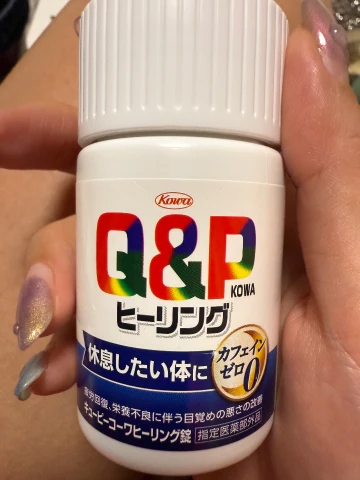 Kowa
Q&P
KOWA
ヒーリング
休息したい体に
カフェイン
ゼロ0
疲労回復、栄養不良に伴う目覚めの悪さの改善
キューピーコーワヒーリング錠
指定医薬部外品